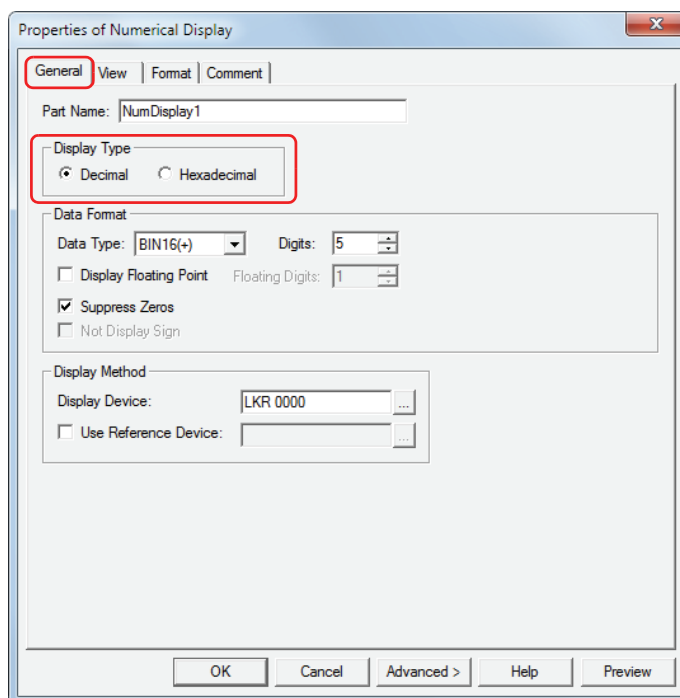 Properties of Numerical Display
General View Format Comment
Part Name: NumDisplay1
Display Type
Decimal Hexadecimal
Data Format
Data Type: BIN16(+) Digits: 5
Display Floating Point Floating Digits: 1
Suppress Zeros
Not Display Sign
Display Method
Display Device: LKR 0000 ...
Use Reference Device: ...
OK Cancel Advanced > Help Preview